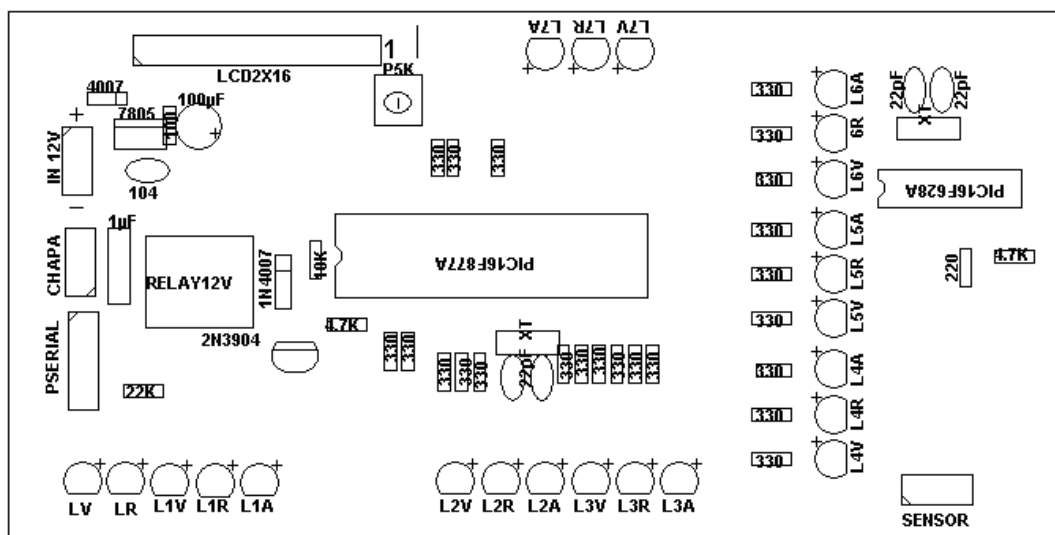 L7A L7R L7V
1
LCD2X16
P5K
4007
100µF
7805
100
+
IN 12V
104
−
330 330 330
330 L6A
330 6R
330 L6V
22pF 22pF
XT
PIC16F628A
CHAPA
1µF
RELAY12V
1N4007
10K
PIC16F877A
330 L5A
330 L5R
330 L5V
220
4.7K
PSERIAL
2N3904
4.7K
22K
330 330
330 330 330
22pF
XT
330 330 330 330 330 330
330 L4A
330 L4R
330 L4V
LV LR L1V L1R L1A
L2V L2R L2A L3V L3R L3A
SENSOR